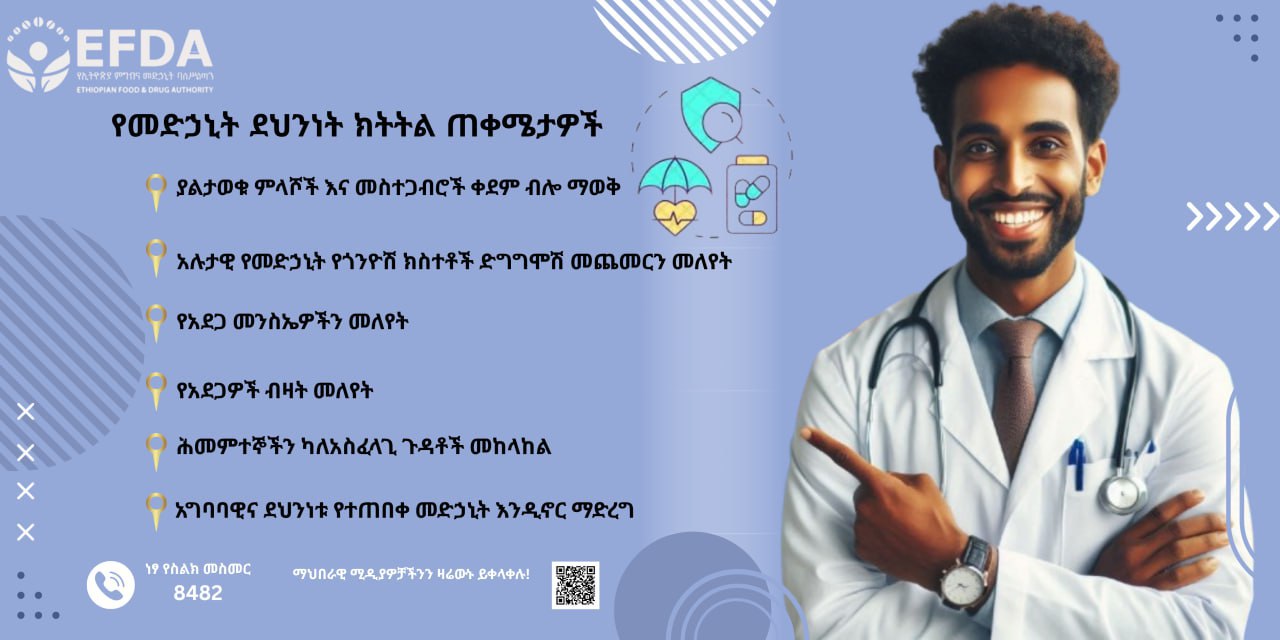 EFDA
የኢትዮጵያ ምግብና መድኃኒት ባለሥልጣን
ETHIOPIAN FOOD & DRUG AUTHORITY
የመድኃኒት ደህንነት ክትትል ጠቀሜታዎች
ያልታወቁ ምላሾች እና መስተጋብሮች ቀደም ብሎ ማወቅ
አሉታዊ የመድኃኒት የጎንዮሽ ክስተቶች ድግግሞሽ መጨመርን መለየት
የአደጋ መንስኤዎችን መለየት
የአደጋዎች ብዛት መለየት
ሕመምተኞችን ካለአስፈላጊ ጉዳቶች መከላከል
አግባባዊና ደህንነቱ የተጠበቀ መድኃኒት እንዲኖር ማድረግ
ነፃ የስልክ መስመር
8482
ማህበራዊ ሚዲያዎቻችንን ዛሬውኑ ይቀላቀሉ!